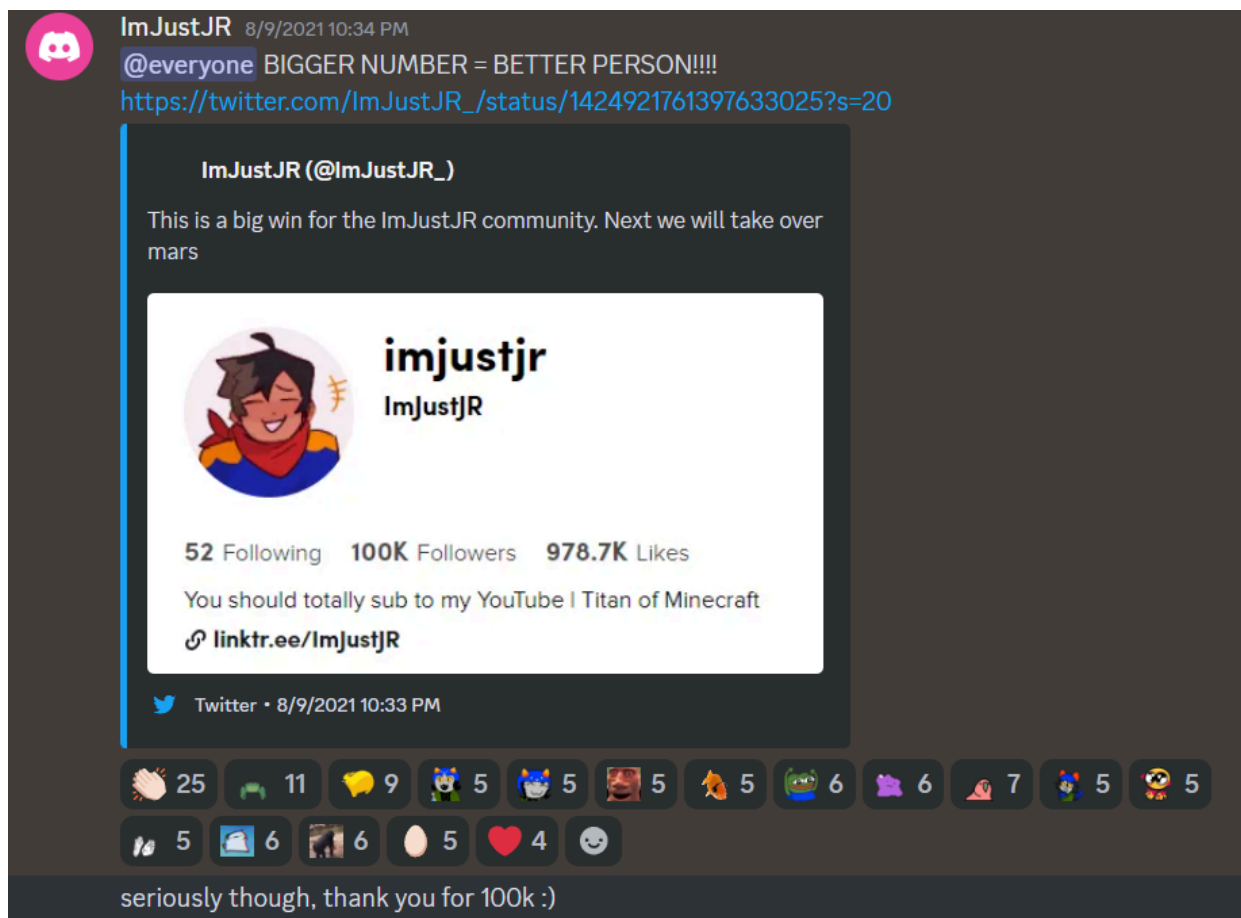 ImJustJR 8/9/2021 10:34 PM
@everyone BIGGER NUMBER = BETTER PERSON!!!!
https://twitter.com/ImJustJR_/status/1424921761397633025?s=20
ImJustJR (@ImJustJR_)
This is a big win for the ImJustJR community. Next we will take over
mars
imjustjr
ImJustJR
52 Following 100K Followers 978.7K Likes
You should totally sub to my YouTube | Titan of Minecraft
linktr.ee/ImJustJR
Twitter • 8/9/2021 10:33 PM
25 11 9 5 5 5 5 6 6 7 5 5
5 6 6 5 4
seriously though, thank you for 100k :)